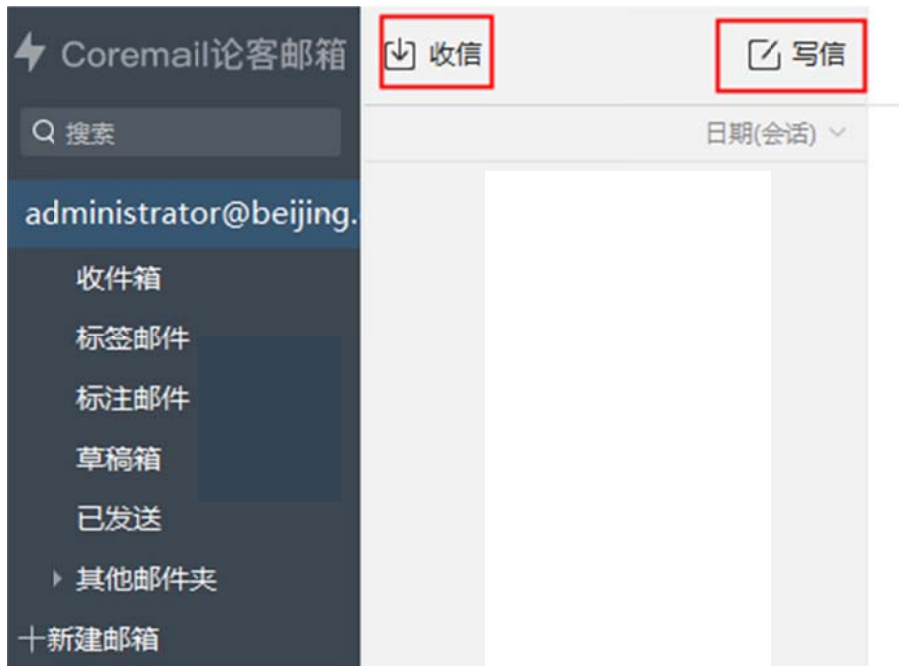 Coremail论客邮箱
收信
写信
搜索
日期(会话)
administrator@beijing.
收件箱
标签邮件
标注邮件
草稿箱
已发送
其他邮件夹
新建邮箱